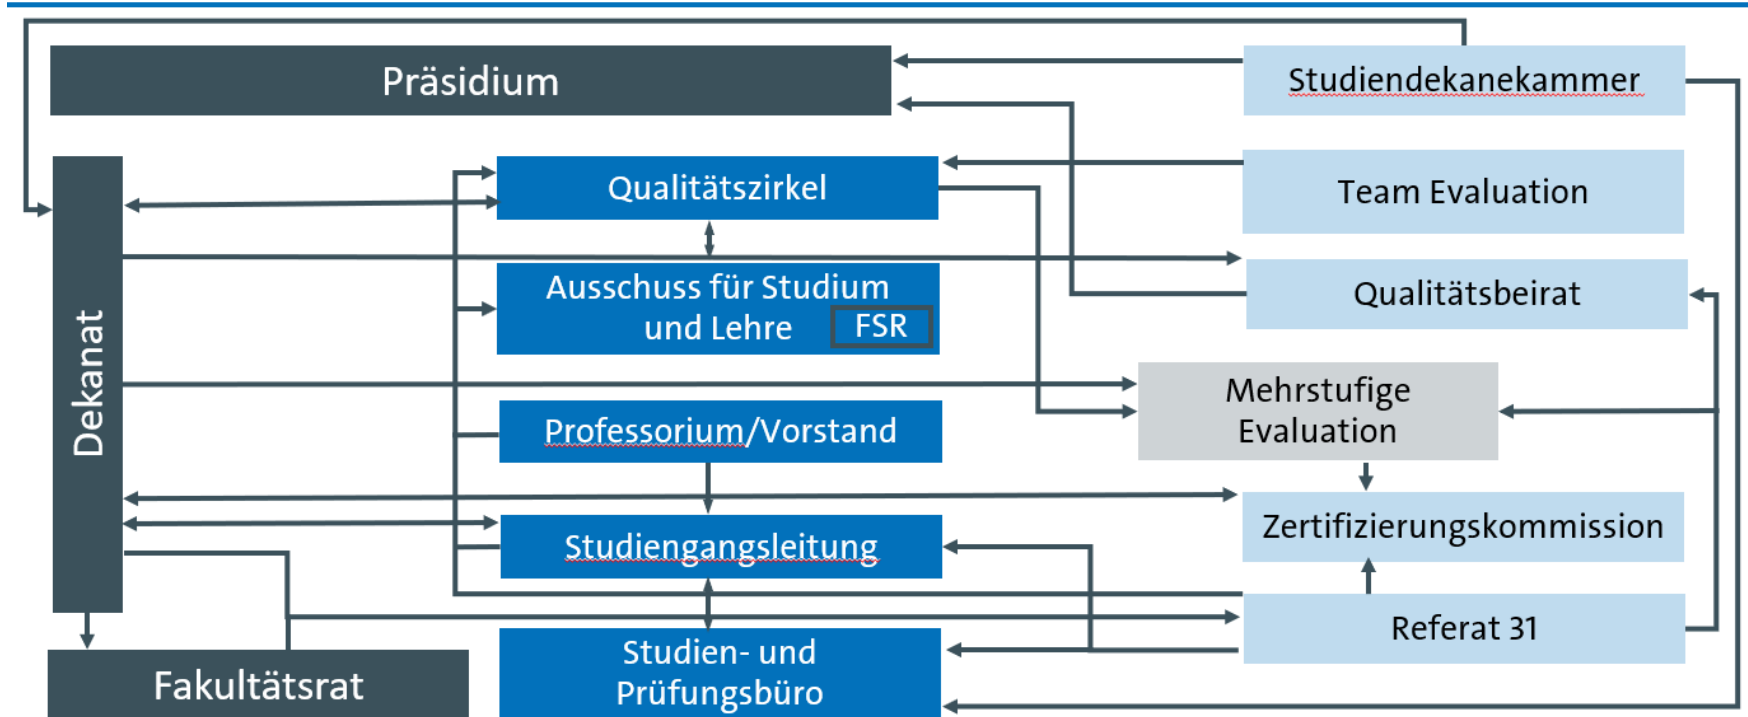 Präsidium
Studiendekanekammer
Qualitätszirkel
Team Evaluation
Ausschuss für Studium
und Lehre
FSR
Qualitätsbeirat
Dekanat
Mehrstufige
Evaluation
Professorium/Vorstand
Studiengangsleitung
Zertifizierungskommission
Referat 31
Studien- und
Prüfungsbüro
Fakultätsrat